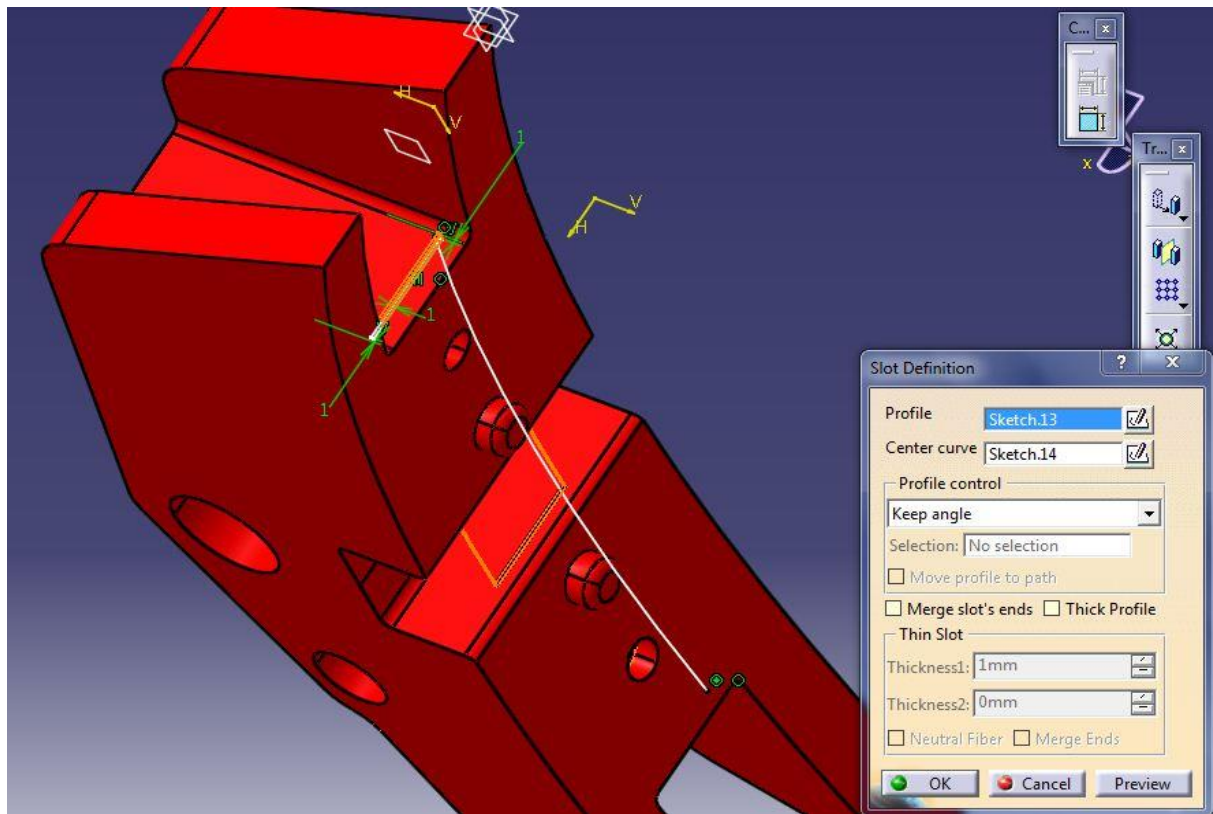 C...
x
H
V
1
x
Tr...
x
V
H
1
1
Slot Definition
?
X
Profile
Sketch.13
Center curve
Sketch.14
Profile control
Keep angle
Selection: No selection
Move profile to path
Merge slot's ends
Thick Profile
Thin Slot
Thickness1: 1mm
Thickness2: 0mm
Neutral Fiber
Merge Ends
OK
Cancel
Preview